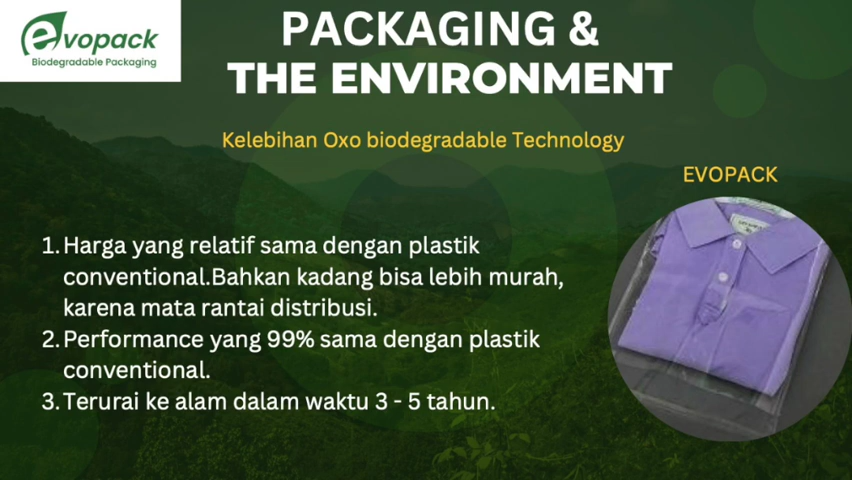 evopack
Biodegradable Packaging
PACKAGING &
THE ENVIRONMENT
Kelebihan Oxo biodegradable Technology
EVOPACK
1. Harga yang relatif sama dengan plastik
conventional.Bahkan kadang bisa lebih murah,
karena mata rantai distribusi.
2. Performance yang 99% sama dengan plastik
conventional.
3. Terurai ke alam dalam waktu 3 - 5 tahun.